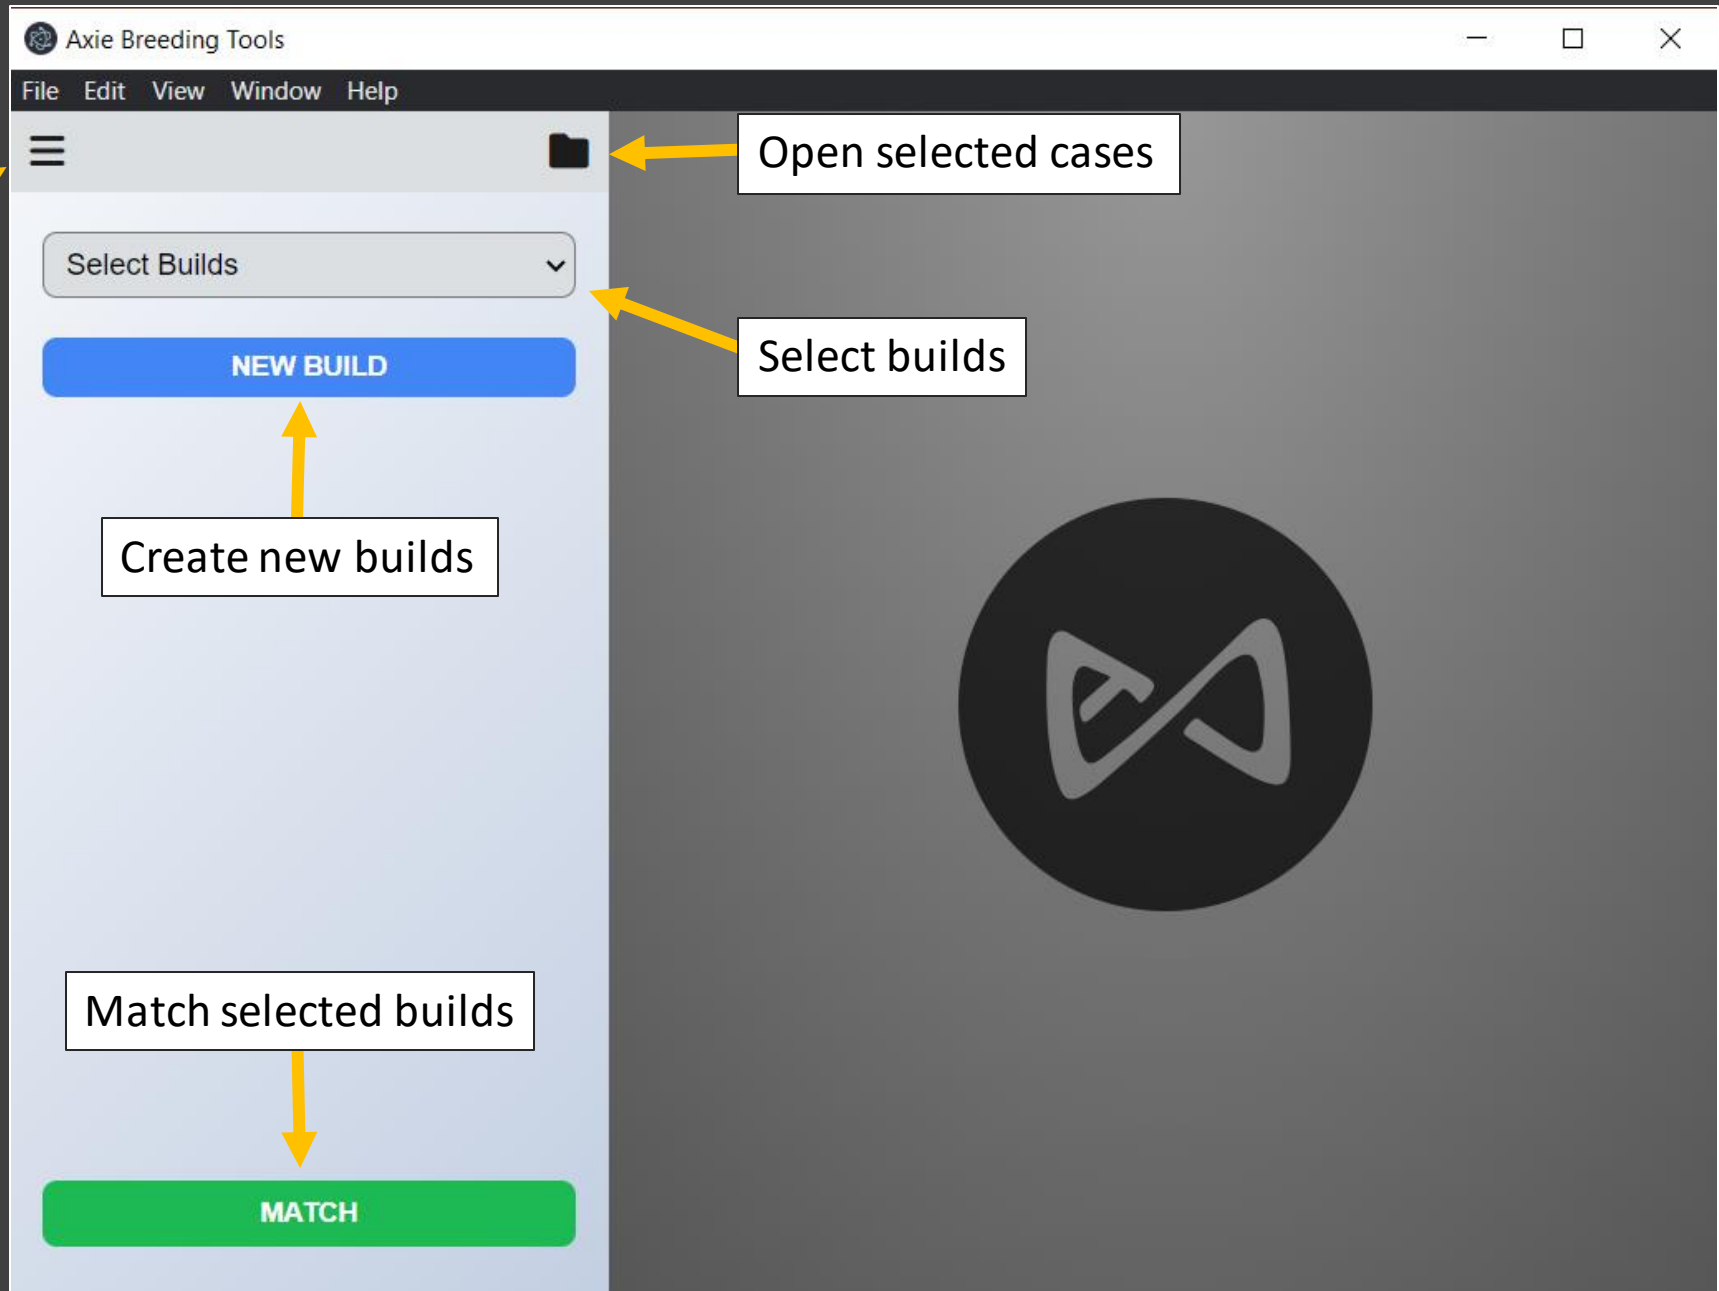 Axie Breeding Tools
File Edit View Window Help
Open selected cases
Select Builds
Select builds
NEW BUILD
Create new builds
Match selected builds
MATCH